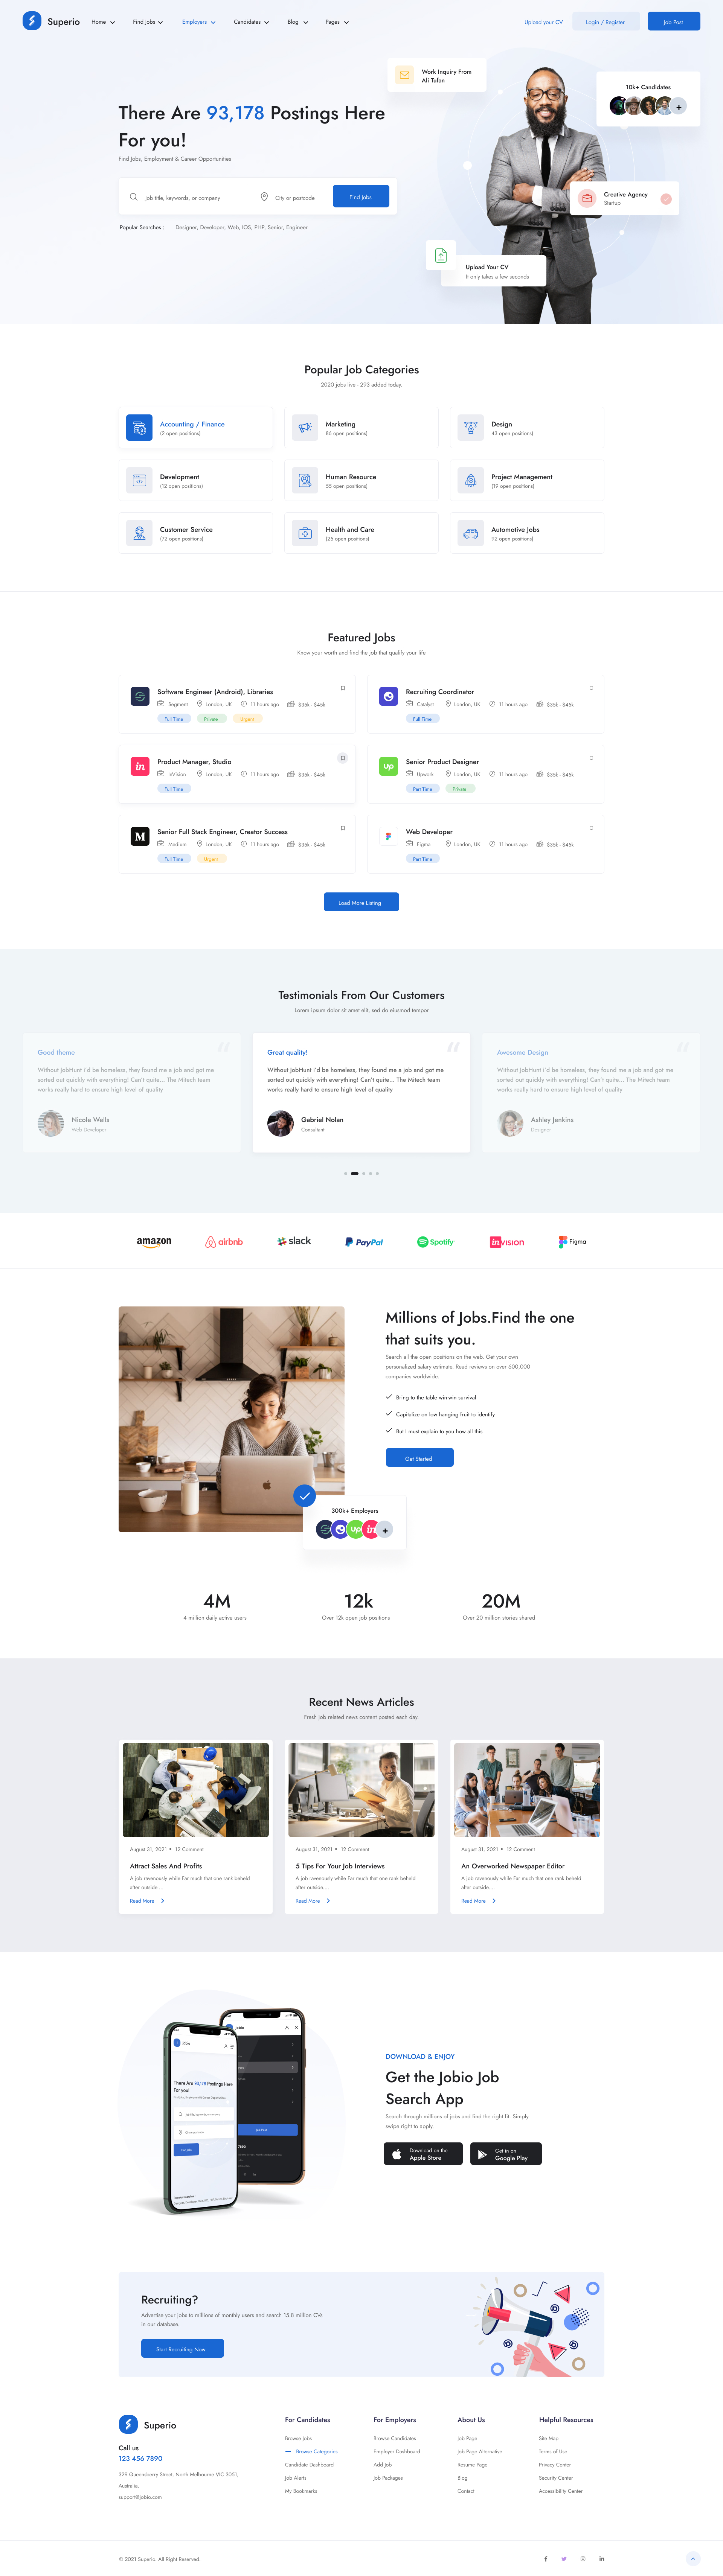 Superio
Home
Find Jobs
Employers
Candidates
Blog
Pages
Upload your CV
Login / Register
Job Post
There Are 93,178 Postings Here
For you!
Find Jobs, Employment & Career Opportunities
Job title, keywords, or company
City or postcode
Find Jobs
Popular Searches :
Designer, Developer, Web, IOS, PHP, Senior, Engineer
Work Inquiry From
Ali Tufan
10k+ Candidates
Creative Agency
Startup
Upload Your CV
It only takes a few seconds
Popular Job Categories
2020 jobs live - 293 added today.
Accounting / Finance
(2 open positions)
Marketing
86 open positions)
Design
43 open positions)
Development
(12 open positions)
Human Resource
55 open positions)
Project Management
(19 open positions)
Customer Service
(72 open positions)
Health and Care
(25 open positions)
Automotive Jobs
92 open positions)
Featured Jobs
Know your worth and find the job that qualify your life
Software Engineer (Android), Libraries
Segment London, UK 11 hours ago $35k - $45k
Full Time Private Urgent
Recruiting Coordinator
Catalyst London, UK 11 hours ago $35k - $45k
Full Time
in
Product Manager, Studio
InVision London, UK 11 hours ago $35k - $45k
Full Time
Up
Senior Product Designer
Upwork London, UK 11 hours ago $35k - $45k
Part Time Private
M
Senior Full Stack Engineer, Creator Success
Medium London, UK 11 hours ago $35k - $45k
Full Time Urgent
Web Developer
Figma London, UK 11 hours ago $35k - $45k
Part Time
Load More Listing
Testimonials From Our Customers
Lorem ipsum dolor sit amet elit, sed do eiusmod tempor
Good theme
Without JobHunt i'd be homeless, they found me a job and got me
sorted out quickly with everything! Can't quite... The Mitech team
works really hard to ensure high level of quality
Nicole Wells
Web Developer
Great quality!
Without JobHunt i'd be homeless, they found me a job and got me
sorted out quickly with everything! Can't quite... The Mitech team
works really hard to ensure high level of quality
Gabriel Nolan
Consultant
Awesome Design
Without JobHunt i'd be homeless, they found me a job and got me
sorted out quickly with everything! Can't quite... The Mitech team
works really hard to ensure high level of quality
Ashley Jenkins
Designer
amazon
airbnb
slack
PayPal
Spotify
invision
Figma
Millions of Jobs.Find the one
that suits you.
Search all the open positions on the web. Get your own
personalized salary estimate. Read reviews on over 600,000
companies worldwide.
Bring to the table win-win survival
Capitalize on low hanging fruit to identify
But I must explain to you how all this
Get Started
300k+ Employers
Up
in
4M
4 million daily active users
12k
Over 12k open job positions
20M
Over 20 million stories shared
Recent News Articles
Fresh job related news content posted each day.
August 31, 2021 • 12 Comment
Attract Sales And Profits
A job ravenously while Far much that one rank beheld
after outside....
Read More
August 31, 2021 • 12 Comment
5 Tips For Your Job Interviews
A job ravenously while Far much that one rank beheld
after outside....
Read More
August 31, 2021 • 12 Comment
An Overworked Newspaper Editor
A job ravenously while Far much that one rank beheld
after outside....
Read More
Jobio
There Are 93,178 Postings Here
For you!
Jobio
DOWNLOAD & ENJOY
Get the Jobio Job
Search App
Search through millions of jobs and find the right fit. Simply
swipe right to apply.
Download on the
Apple Store
Get in on
Google Play
Recruiting?
Advertise your jobs to millions of monthly users and search 15.8 million CVs
in our database.
Start Recruiting Now
Superio
Call us
123 456 7890
329 Queensberry Street, North Melbourne VIC 3051,
Australia.
support@jobio.com
For Candidates
Browse Jobs
Browse Categories
Candidate Dashboard
Job Alerts
My Bookmarks
For Employers
Browse Candidates
Employer Dashboard
Add Job
Job Packages
About Us
Job Page
Job Page Alternative
Resume Page
Blog
Contact
Helpful Resources
Site Map
Terms of Use
Privacy Center
Security Center
Accessibility Center
© 2021 Superio. All Right Reserved.